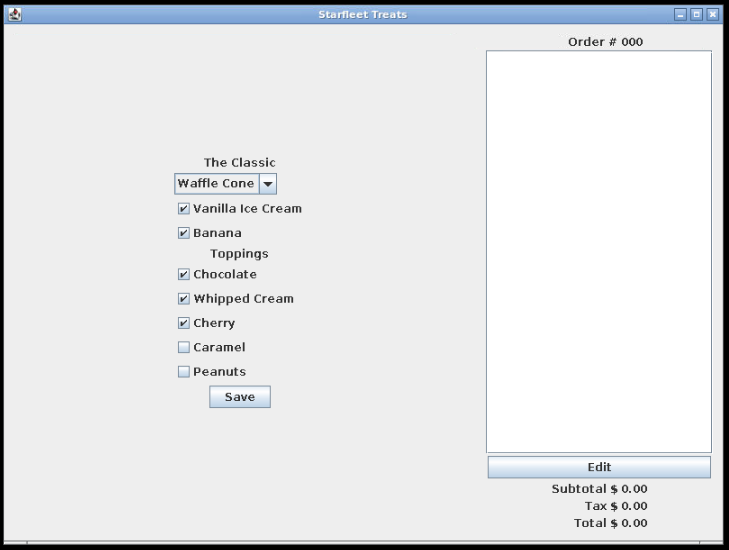 Starfleet Treats
The Classic
Waffle Cone
Vanilla Ice Cream
Banana
Toppings
Chocolate
Whipped Cream
Cherry
Caramel
Peanuts
Save
Order # 000
Edit
Subtotal $ 0.00
Tax $ 0.00
Total $ 0.00